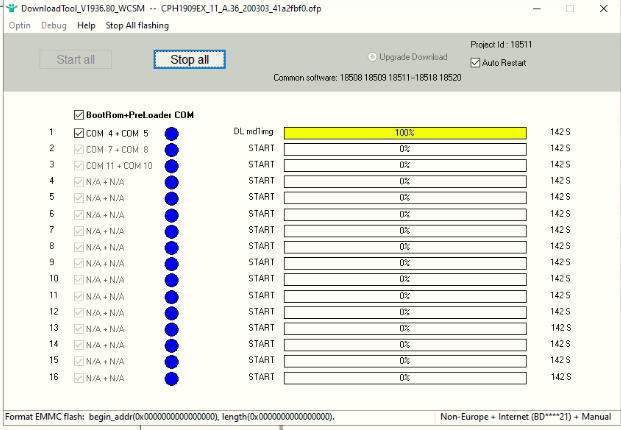 DownloadTool_V1936.80_WCSM -- CPH1909EX_11_A.36_200303_41a2fbf0.ofp
Optin Debug Help Stop All flashing
Project Id : 18511
Start all Stop all Upgrade Download Auto Restart
Common software: 18508 18509 18511~18518 18520
BootRom+PreLoader COM
1 COM 4 + COM 5 DL md1img 100% 142 S
2 COM 7 + COM 8 START 0% 142 S
3 COM 11 + COM 10 START 0% 142 S
4 N/A + N/A START 0% 142 S
5 N/A + N/A START 0% 142 S
6 N/A + N/A START 0% 142 S
7 N/A + N/A START 0% 142 S
8 N/A + N/A START 0% 142 S
9 N/A + N/A START 0% 142 S
10 N/A + N/A START 0% 142 S
11 N/A + N/A START 0% 142 S
12 N/A + N/A START 0% 142 S
13 N/A + N/A START 0% 142 S
14 N/A + N/A START 0% 142 S
15 N/A + N/A START 0% 142 S
16 N/A + N/A START 0% 142 S
Format EMMC flash: begin_addr(0x0000000000000000), length(0x0000000000000000). Non-Europe + Internet (BD****21) + Manual